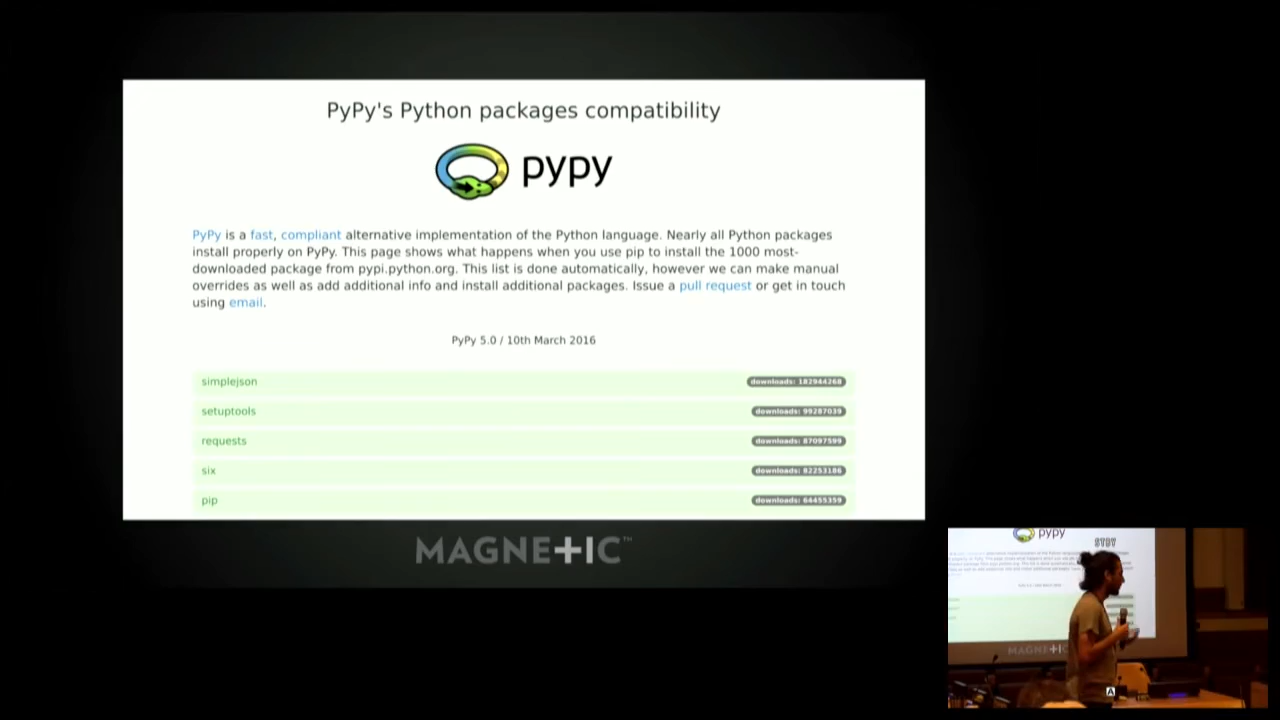 PyPy's Python packages compatibility
pypy
PyPy is a fast, compliant alternative implementation of the Python language. Nearly all Python packages
install properly on PyPy. This page shows what happens when you use pip to install the 1000 most-
downloaded package from pypi.python.org. This list is done automatically, however we can make manual
overrides as well as add additional info and install additional packages. Issue a pull request or get in touch
using email.
PyPy 5.0 / 10th March 2016
simplejson downloads: 182944268
setuptools downloads: 99287039
requests downloads: 87097599
six downloads: 82253186
pip downloads: 64455359
MAGNETIC™
pypy
STBY
MAGNETIC
A